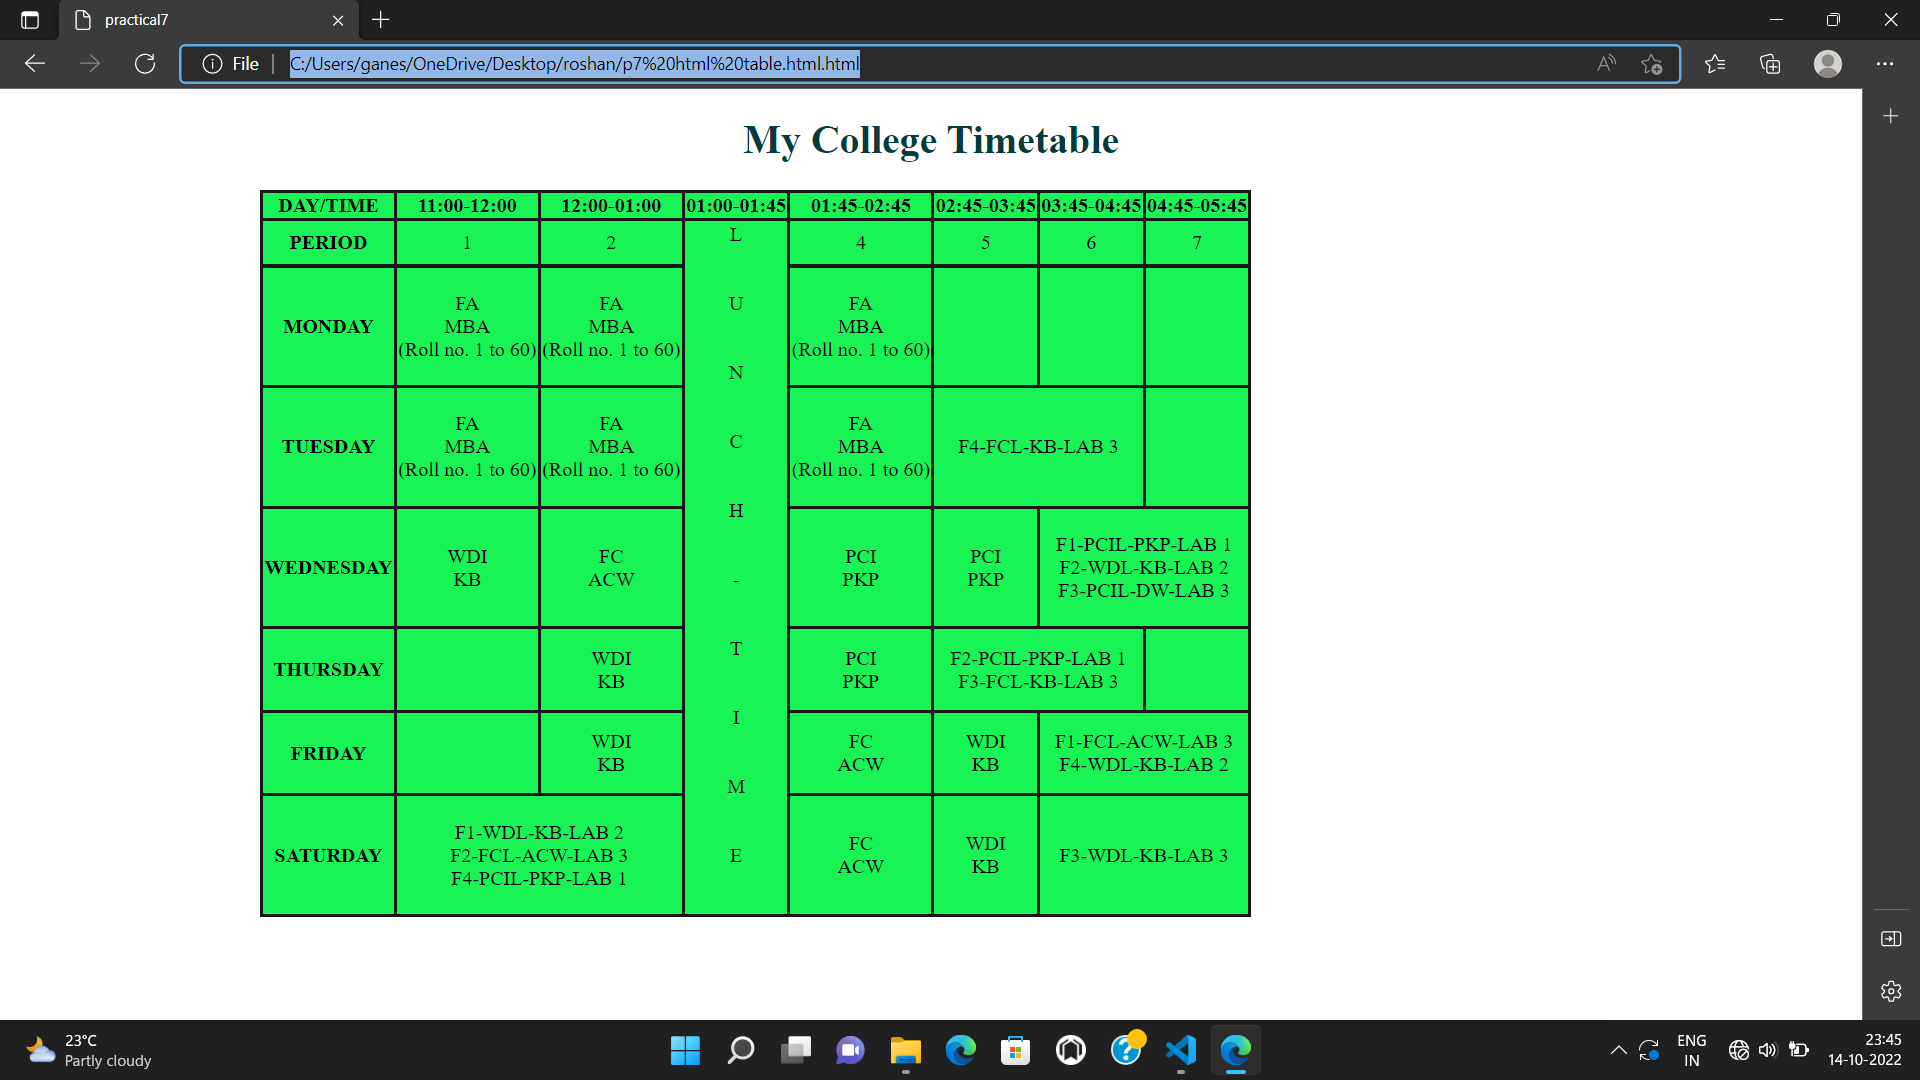 practical7
File
C:/Users/ganes/OneDrive/Desktop/roshan/p7%20html%20table.html.html
My College Timetable
DAY/TIME 11:00-12:00 12:00-01:00 01:00-01:45 01:45-02:45 02:45-03:45 03:45-04:45 04:45-05:45
PERIOD 1 2 4 5 6 7
L
U
N
C
H
-
T
I
M
E
MONDAY
FA
MBA
(Roll no. 1 to 60)
FA
MBA
(Roll no. 1 to 60)
FA
MBA
(Roll no. 1 to 60)
TUESDAY
FA
MBA
(Roll no. 1 to 60)
FA
MBA
(Roll no. 1 to 60)
FA
MBA
(Roll no. 1 to 60)
F4-FCL-KB-LAB 3
WEDNESDAY
WDI
KB
FC
ACW
PCI
PKP
PCI
PKP
F1-PCIL-PKP-LAB 1
F2-WDL-KB-LAB 2
F3-PCIL-DW-LAB 3
THURSDAY
WDI
KB
PCI
PKP
F2-PCIL-PKP-LAB 1
F3-FCL-KB-LAB 3
FRIDAY
WDI
KB
FC
ACW
WDI
KB
F1-FCL-ACW-LAB 3
F4-WDL-KB-LAB 2
SATURDAY
F1-WDL-KB-LAB 2
F2-FCL-ACW-LAB 3
F4-PCIL-PKP-LAB 1
FC
ACW
WDI
KB
F3-WDL-KB-LAB 3
23°C
Partly cloudy
ENG
IN
23:45
14-10-2022